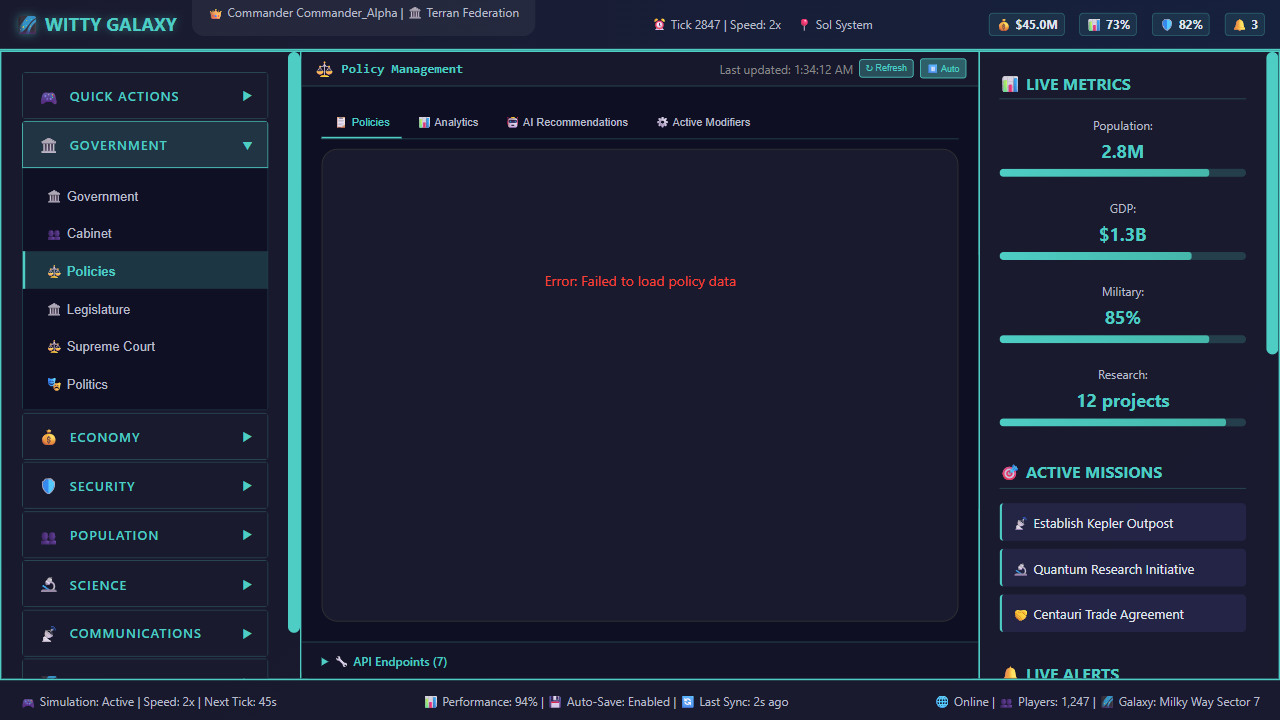 WITTY GALAXY
Commander Commander_Alpha | Terran Federation
Tick 2847 | Speed: 2x
Sol System
$45.0M
73%
82%
3
QUICK ACTIONS
GOVERNMENT
Government
Cabinet
Policies
Legislature
Supreme Court
Politics
ECONOMY
SECURITY
POPULATION
SCIENCE
COMMUNICATIONS
Policy Management
Last updated: 1:34:12 AM
↻ Refresh
Auto
Policies
Analytics
AI Recommendations
Active Modifiers
Error: Failed to load policy data
API Endpoints (7)
LIVE METRICS
Population:
2.8M
GDP:
$1.3B
Military:
85%
Research:
12 projects
ACTIVE MISSIONS
Establish Kepler Outpost
Quantum Research Initiative
Centauri Trade Agreement
LIVE ALERTS
Simulation: Active | Speed: 2x | Next Tick: 45s
Performance: 94% | Auto-Save: Enabled | Last Sync: 2s ago
Online | Players: 1,247 | Galaxy: Milky Way Sector 7